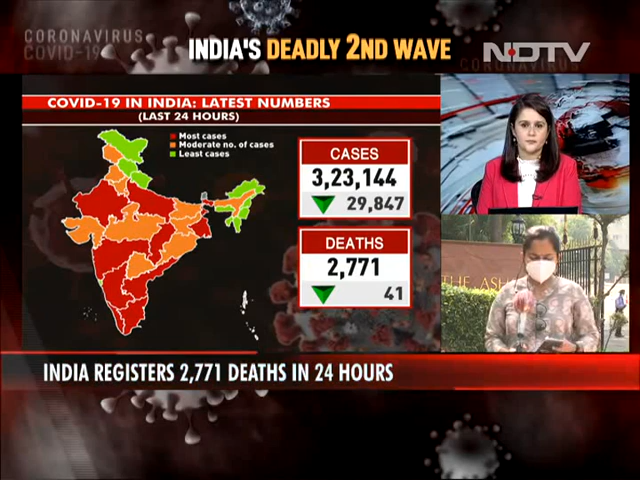 CORONAVIRUS
COVID-19
INDIA'S DEADLY 2ND WAVE
NDTV
CORONAVIRUS
COVID-19 IN INDIA: LATEST NUMBERS
(LAST 24 HOURS)
Most cases
Moderate no. of cases
Least cases
CASES
3,23,144
29,847
DEATHS
2,771
41
THE ASH
INDIA REGISTERS 2,771 DEATHS IN 24 HOURS